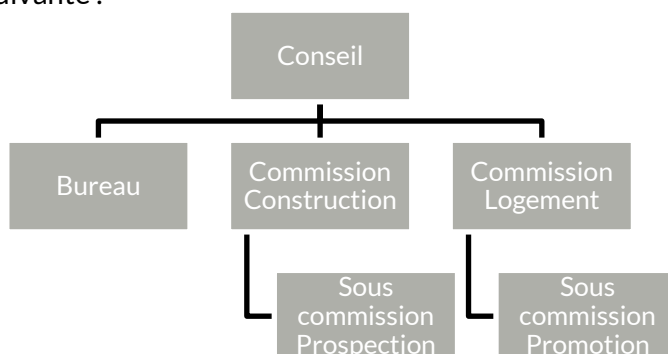 Conseil
Bureau
Commission
Construction
Commission
Logement
Sous
commission
Prospection
Sous
commission
Promotion